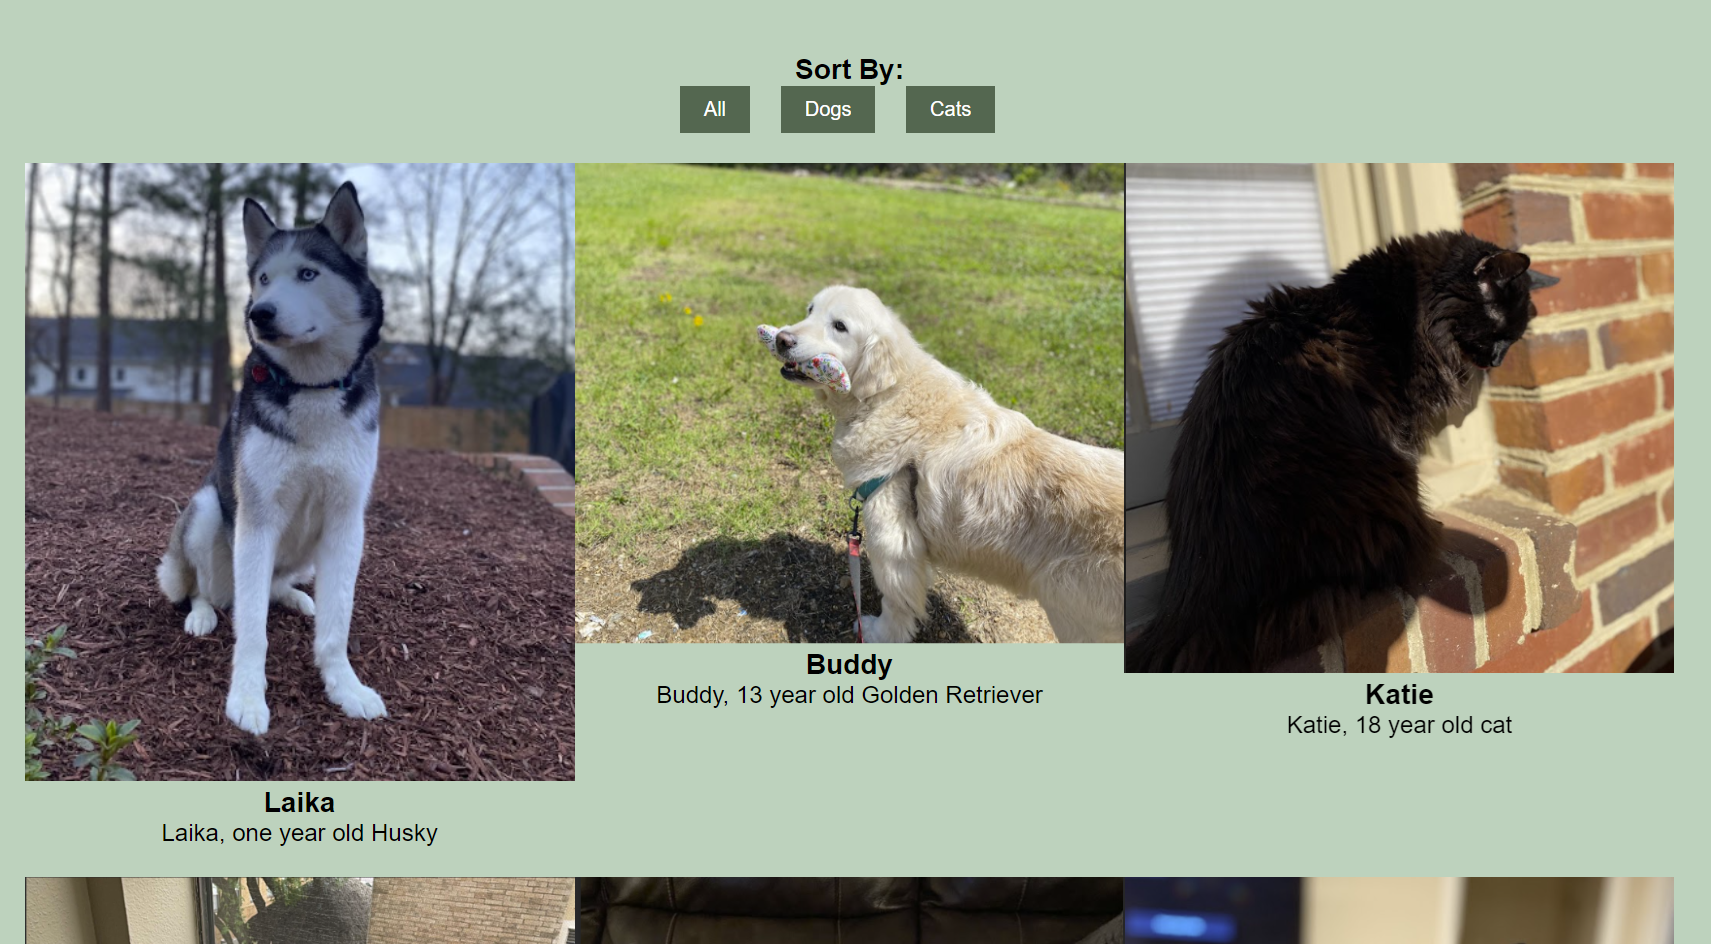 Sort By:
All
Dogs
Cats
Laika
Laika, one year old Husky
Buddy
Buddy, 13 year old Golden Retriever
Katie
Katie, 18 year old cat